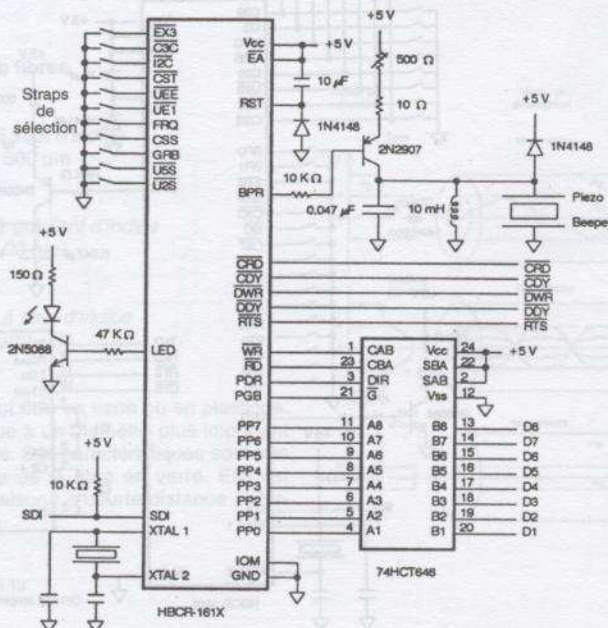 +5 V
EX3
C3C
I2C
CST
UEE
UE1
FRQ
CSS
GRB
U5S
U2S
Straps
de
sélection
Vcc
EA
+5 V
10 µF
RST
1N4148
500 Ω
10 Ω
2N2907
+5 V
1N4148
BPR
10 KΩ
0,047 µF
10 mH
Piezo
Beeper
+5 V
150 Ω
2N5088
47 KΩ
LED
CRD
CDY
DWR
DDY
RTS
CRD
CDY
DWR
DDY
RTS
WR 1 CAB Vcc 24 +5 V
RD 23 CBA SBA 22
PDR 3 DIR SAB 2
PGB 21 G Vss 12
PP7 11 A8 B8 13 D8
PP6 10 A7 B7 14 D7
PP5 9 A6 B6 15 D6
PP4 8 A5 B5 16 D5
PP3 7 A4 B4 17 D4
PP2 6 A3 B3 18 D3
PP1 5 A2 B2 19 D2
PP0 4 A1 B1 20 D1
+5 V
10 KΩ
SDI
SDI
XTAL 1
XTAL 2
IOM
GND
74HCT646
HBCR-161X